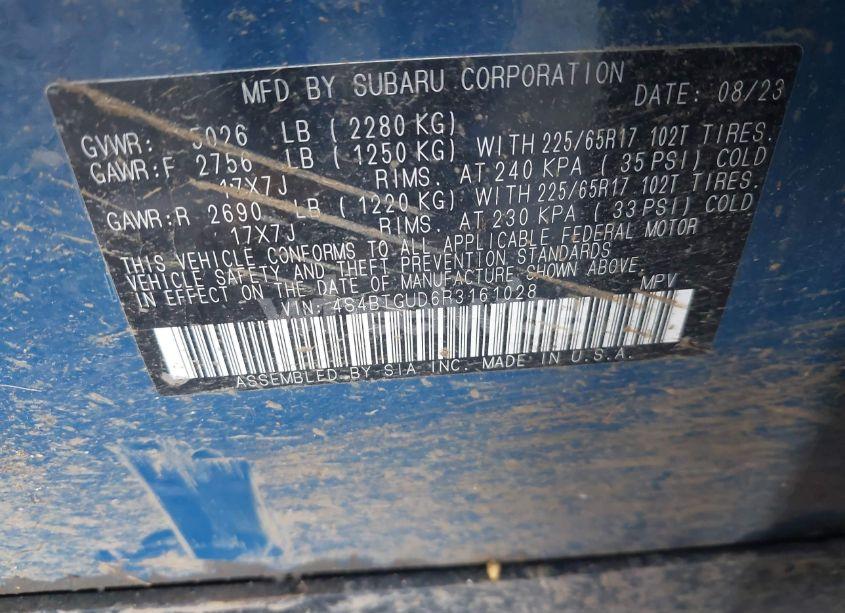 MFD BY SUBARU CORPORATION DATE: 08/23
GVWR: 5026 LB (2280 KG)
GAWR:F 2756 LB (1250 KG) WITH 225/65R17 102T TIRES.
17X7J RIMS. AT 240 KPA (35 PSI) COLD
GAWR:R 2690 LB (1220 KG) WITH 225/65R17 102T TIRES.
17X7J RIMS. AT 230 KPA (33 PSI) COLD
THIS VEHICLE CONFORMS TO ALL APPLICABLE FEDERAL MOTOR
VEHICLE SAFETY AND THEFT PREVENTION STANDARDS
IN EFFECT ON THE DATE OF MANUFACTURE SHOWN ABOVE.
VIN: 4S4BTGUD6R3161028 MPV
ASSEMBLED BY SIA INC. MADE IN U.S.A.